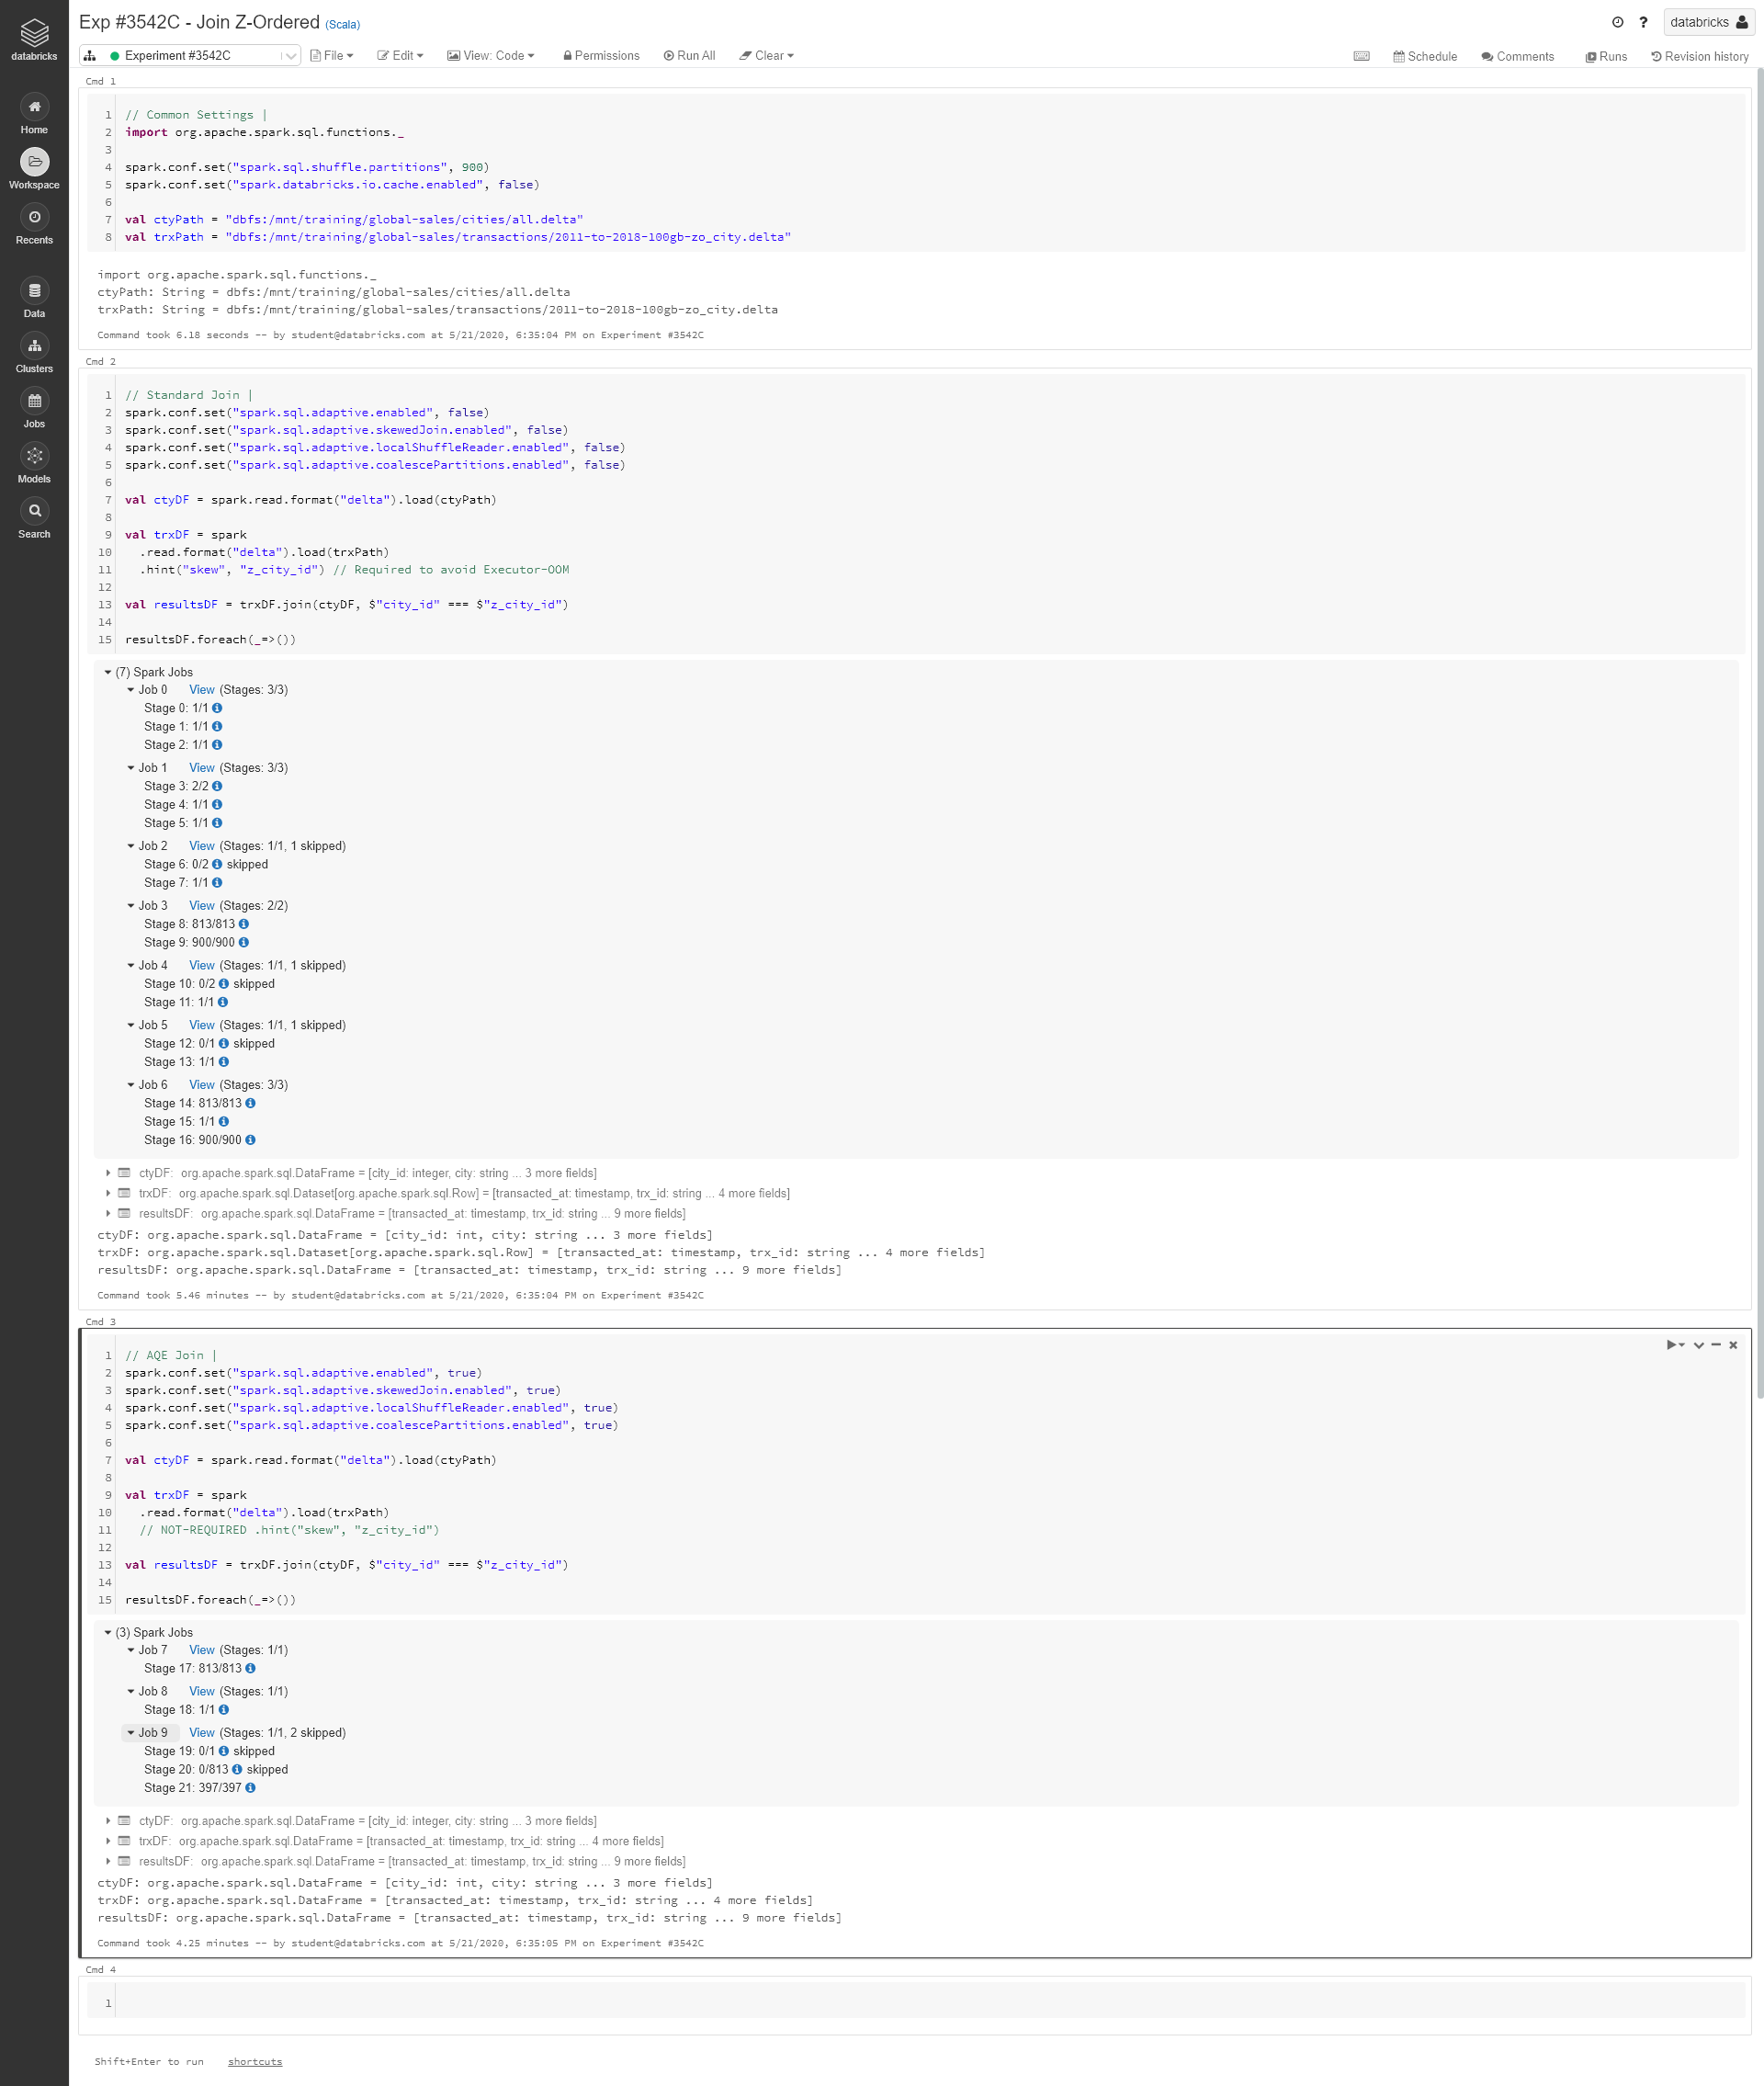 databricks
Home
Workspace
Recents
Data
Clusters
Jobs
Models
Search
Exp #3542C - Join Z-Ordered (Scala)
? databricks
Experiment #3542C File Edit View: Code Permissions Run All Clear Schedule Comments Runs Revision history
Cmd 1
1 // Common Settings |
2 import org.apache.spark.sql.functions._
3
4 spark.conf.set("spark.sql.shuffle.partitions", 900)
5 spark.conf.set("spark.databricks.io.cache.enabled", false)
6
7 val ctyPath = "dbfs:/mnt/training/global-sales/cities/all.delta"
8 val trxPath = "dbfs:/mnt/training/global-sales/transactions/2011-to-2018-100gb-zo_city.delta"
import org.apache.spark.sql.functions._
ctyPath: String = dbfs:/mnt/training/global-sales/cities/all.delta
trxPath: String = dbfs:/mnt/training/global-sales/transactions/2011-to-2018-100gb-zo_city.delta
Command took 6.18 seconds -- by student@databricks.com at 5/21/2020, 6:35:04 PM on Experiment #3542C
Cmd 2
1 // Standard Join |
2 spark.conf.set("spark.sql.adaptive.enabled", false)
3 spark.conf.set("spark.sql.adaptive.skewedJoin.enabled", false)
4 spark.conf.set("spark.sql.adaptive.localShuffleReader.enabled", false)
5 spark.conf.set("spark.sql.adaptive.coalescePartitions.enabled", false)
6
7 val ctyDF = spark.read.format("delta").load(ctyPath)
8
9 val trxDF = spark
10 .read.format("delta").load(trxPath)
11 .hint("skew", "z_city_id") // Required to avoid Executor-OOM
12
13 val resultsDF = trxDF.join(ctyDF, $"city_id" === $"z_city_id")
14
15 resultsDF.foreach(_=>())
(7) Spark Jobs
Job 0 View (Stages: 3/3)
Stage 0: 1/1
Stage 1: 1/1
Stage 2: 1/1
Job 1 View (Stages: 3/3)
Stage 3: 2/2
Stage 4: 1/1
Stage 5: 1/1
Job 2 View (Stages: 1/1, 1 skipped)
Stage 6: 0/2 skipped
Stage 7: 1/1
Job 3 View (Stages: 2/2)
Stage 8: 813/813
Stage 9: 900/900
Job 4 View (Stages: 1/1, 1 skipped)
Stage 10: 0/2 skipped
Stage 11: 1/1
Job 5 View (Stages: 1/1, 1 skipped)
Stage 12: 0/1 skipped
Stage 13: 1/1
Job 6 View (Stages: 3/3)
Stage 14: 813/813
Stage 15: 1/1
Stage 16: 900/900
ctyDF: org.apache.spark.sql.DataFrame = [city_id: integer, city: string ... 3 more fields]
trxDF: org.apache.spark.sql.Dataset[org.apache.spark.sql.Row] = [transacted_at: timestamp, trx_id: string ... 4 more fields]
resultsDF: org.apache.spark.sql.DataFrame = [transacted_at: timestamp, trx_id: string ... 9 more fields]
ctyDF: org.apache.spark.sql.DataFrame = [city_id: int, city: string ... 3 more fields]
trxDF: org.apache.spark.sql.Dataset[org.apache.spark.sql.Row] = [transacted_at: timestamp, trx_id: string ... 4 more fields]
resultsDF: org.apache.spark.sql.DataFrame = [transacted_at: timestamp, trx_id: string ... 9 more fields]
Command took 5.46 minutes -- by student@databricks.com at 5/21/2020, 6:35:04 PM on Experiment #3542C
Cmd 3
1 // AQE Join |
2 spark.conf.set("spark.sql.adaptive.enabled", true)
3 spark.conf.set("spark.sql.adaptive.skewedJoin.enabled", true)
4 spark.conf.set("spark.sql.adaptive.localShuffleReader.enabled", true)
5 spark.conf.set("spark.sql.adaptive.coalescePartitions.enabled", true)
6
7 val ctyDF = spark.read.format("delta").load(ctyPath)
8
9 val trxDF = spark
10 .read.format("delta").load(trxPath)
11 // NOT-REQUIRED .hint("skew", "z_city_id")
12
13 val resultsDF = trxDF.join(ctyDF, $"city_id" === $"z_city_id")
14
15 resultsDF.foreach(_=>())
(3) Spark Jobs
Job 7 View (Stages: 1/1)
Stage 17: 813/813
Job 8 View (Stages: 1/1)
Stage 18: 1/1
Job 9 View (Stages: 1/1, 2 skipped)
Stage 19: 0/1 skipped
Stage 20: 0/813 skipped
Stage 21: 397/397
ctyDF: org.apache.spark.sql.DataFrame = [city_id: integer, city: string ... 3 more fields]
trxDF: org.apache.spark.sql.DataFrame = [transacted_at: timestamp, trx_id: string ... 4 more fields]
resultsDF: org.apache.spark.sql.DataFrame = [transacted_at: timestamp, trx_id: string ... 9 more fields]
ctyDF: org.apache.spark.sql.DataFrame = [city_id: int, city: string ... 3 more fields]
trxDF: org.apache.spark.sql.DataFrame = [transacted_at: timestamp, trx_id: string ... 4 more fields]
resultsDF: org.apache.spark.sql.DataFrame = [transacted_at: timestamp, trx_id: string ... 9 more fields]
Command took 4.25 minutes -- by student@databricks.com at 5/21/2020, 6:35:05 PM on Experiment #3542C
Cmd 4
1
Shift+Enter to run shortcuts